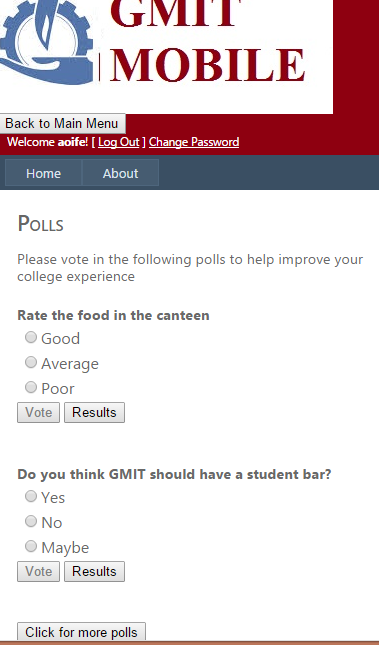 GMIT
MOBILE
Back to Main Menu
Welcome aoife! [ Log Out ] Change Password
Home About
Polls
Please vote in the following polls to help improve your
college experience
Rate the food in the canteen
Good
Average
Poor
Vote Results
Do you think GMIT should have a student bar?
Yes
No
Maybe
Vote Results
Click for more polls